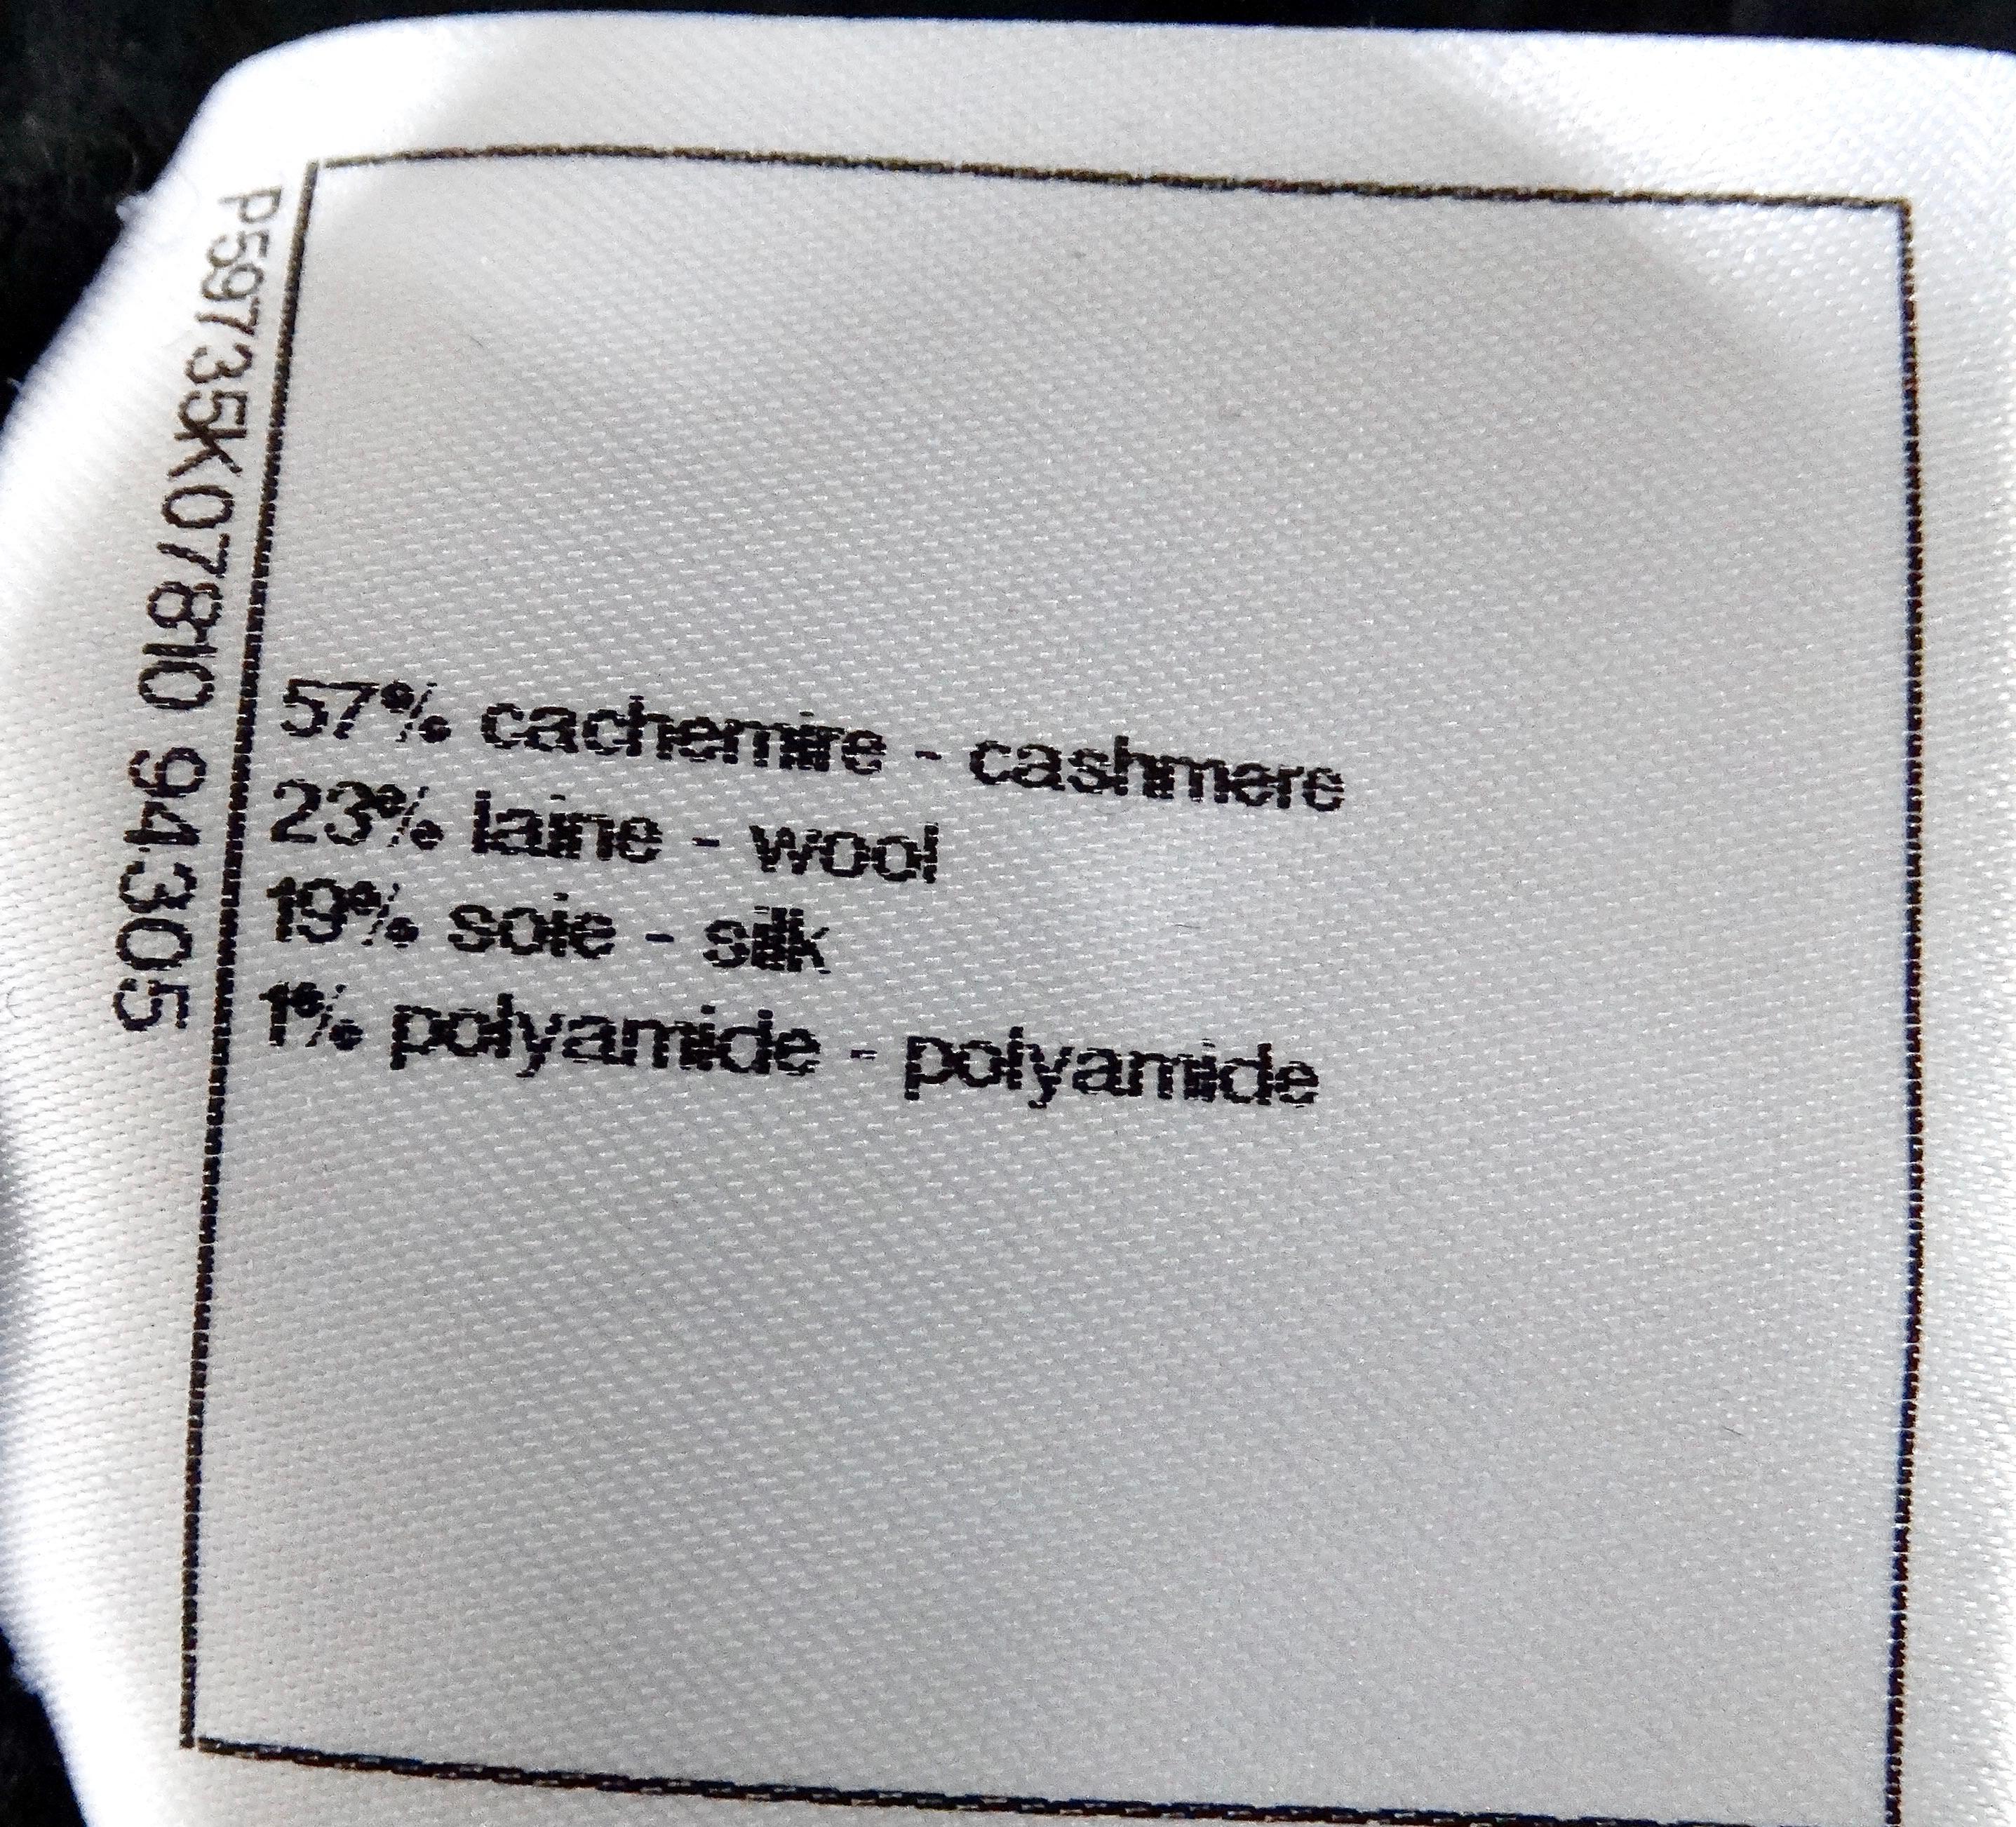 P59735K07810 94305
57% cachemire - cashmere
23% laine - wool
19% soie - silk
1% polyamide - polyamide